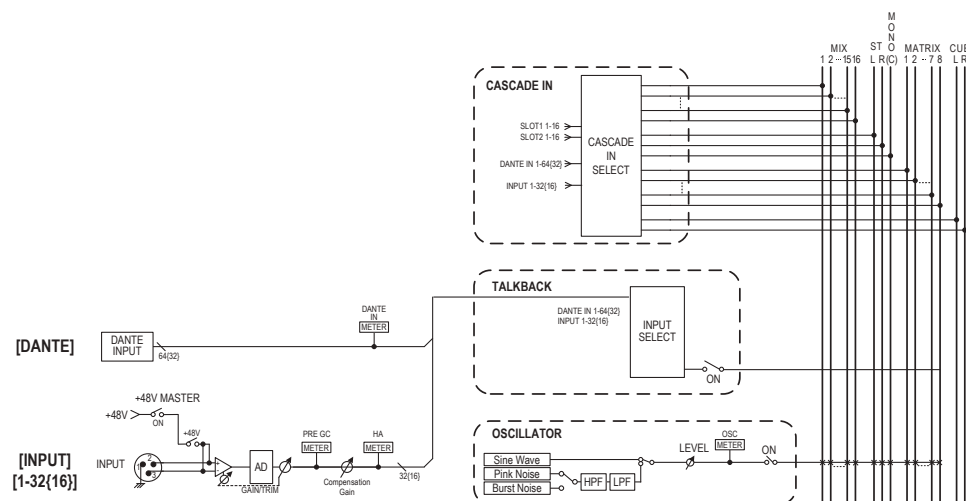 M
O
N
O
MIX
ST
MATRIX
CUE
1 2 ··· 15 16
L R (C)
1 2 ·· 7 8
L R
CASCADE IN
SLOT1 1-16
SLOT2 1-16
DANTE IN 1-64{32}
INPUT 1-32{16}
CASCADE
IN
SELECT
TALKBACK
DANTE IN 1-64{32}
INPUT 1-32{16}
INPUT
SELECT
ON
[DANTE]
DANTE
INPUT
64{32}
DANTE
IN
METER
+48V MASTER
+48V
ON
+48V
[INPUT]
[1-32{16}]
INPUT
1
2
3
AD
GAIN/TRIM
PRE GC
METER
Compensation
Gain
HA
METER
32{16}
OSCILLATOR
Sine Wave
Pink Noise
Burst Noise
HPF
LPF
LEVEL
OSC
METER
ON